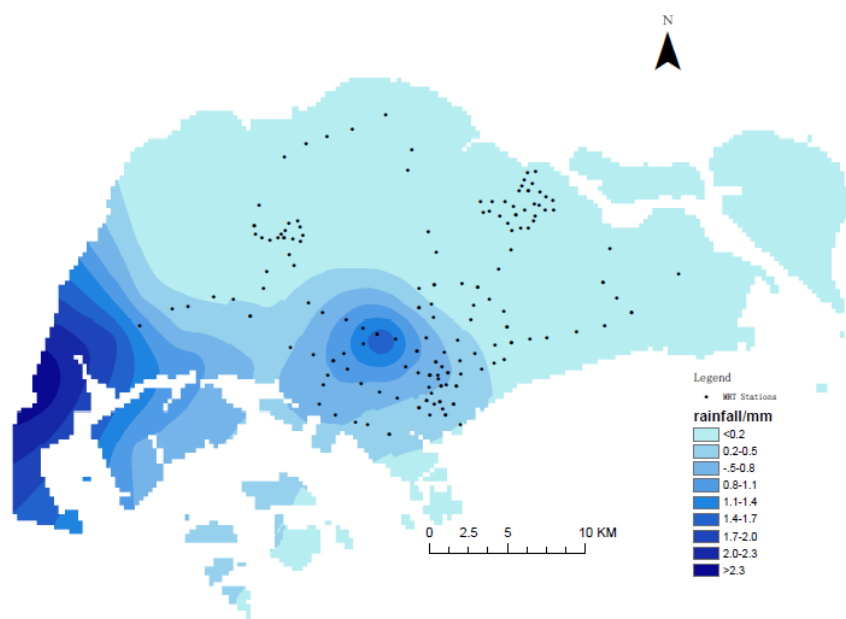 N
Legend
MRT Stations
rainfall/mm
<0.2
0.2-0.5
-.5-0.8
0.8-1.1
1.1-1.4
1.4-1.7
1.7-2.0
2.0-2.3
>2.3
0 2.5 5 10 KM